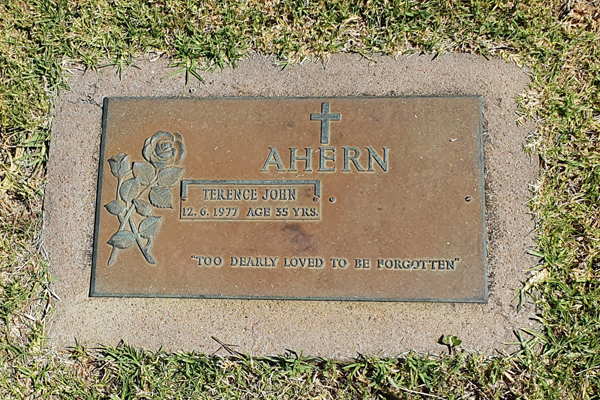 AHERN
TERENCE JOHN
12. 6. 1977 AGE 35 YRS.
"TOO DEARLY LOVED TO BE FORGOTTEN"